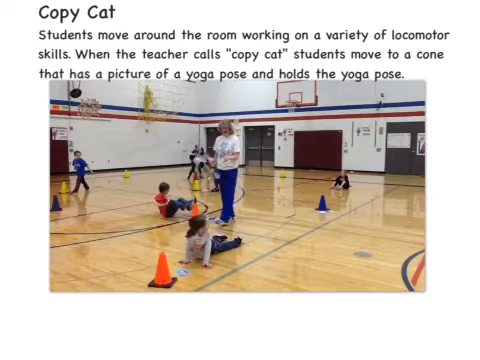 Copy Cat
Students move around the room working on a variety of locomotor
skills. When the teacher calls "copy cat" students move to a cone
that has a picture of a yoga pose and holds the yoga pose.